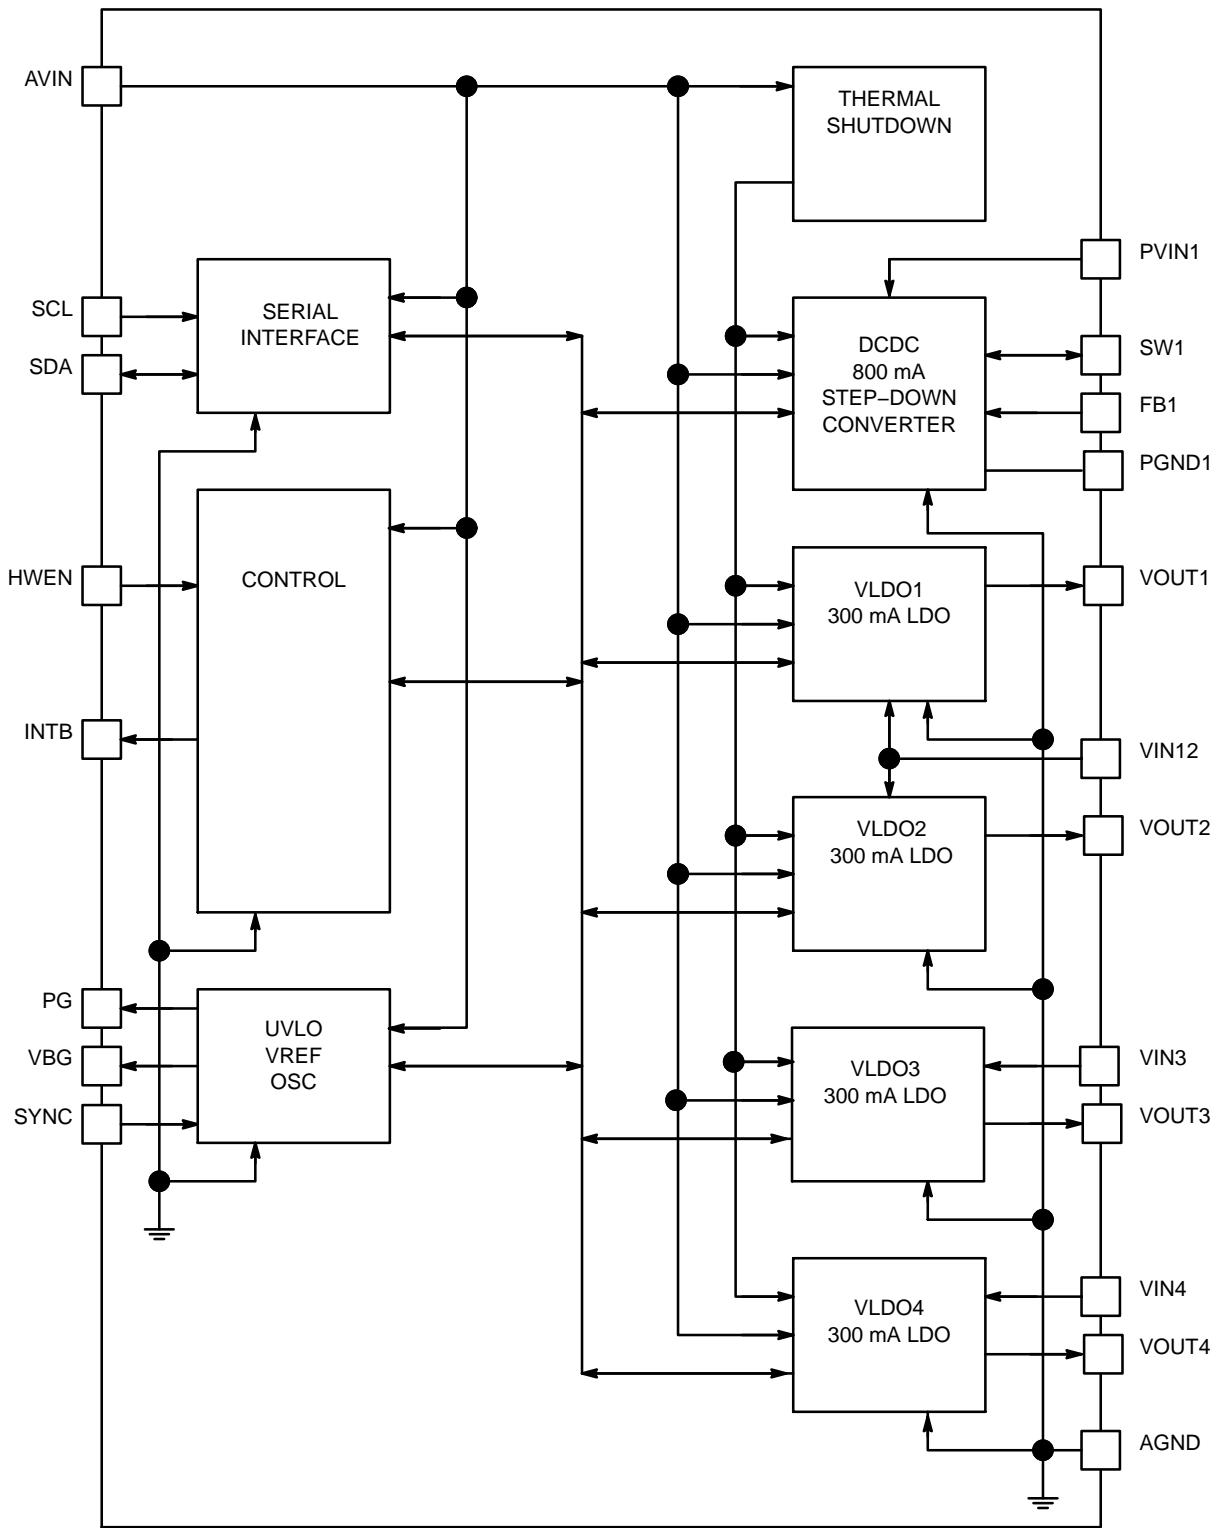 AVIN
THERMAL
SHUTDOWN
PVIN1
SCL
SERIAL
INTERFACE
SDA
DCDC
800 mA
STEP–DOWN
CONVERTER
SW1
FB1
PGND1
HWEN
CONTROL
VLDO1
300 mA LDO
VOUT1
INTB
VIN12
VLDO2
300 mA LDO
VOUT2
PG
UVLO
VREF
OSC
VBG
SYNC
VLDO3
300 mA LDO
VIN3
VOUT3
VLDO4
300 mA LDO
VIN4
VOUT4
AGND